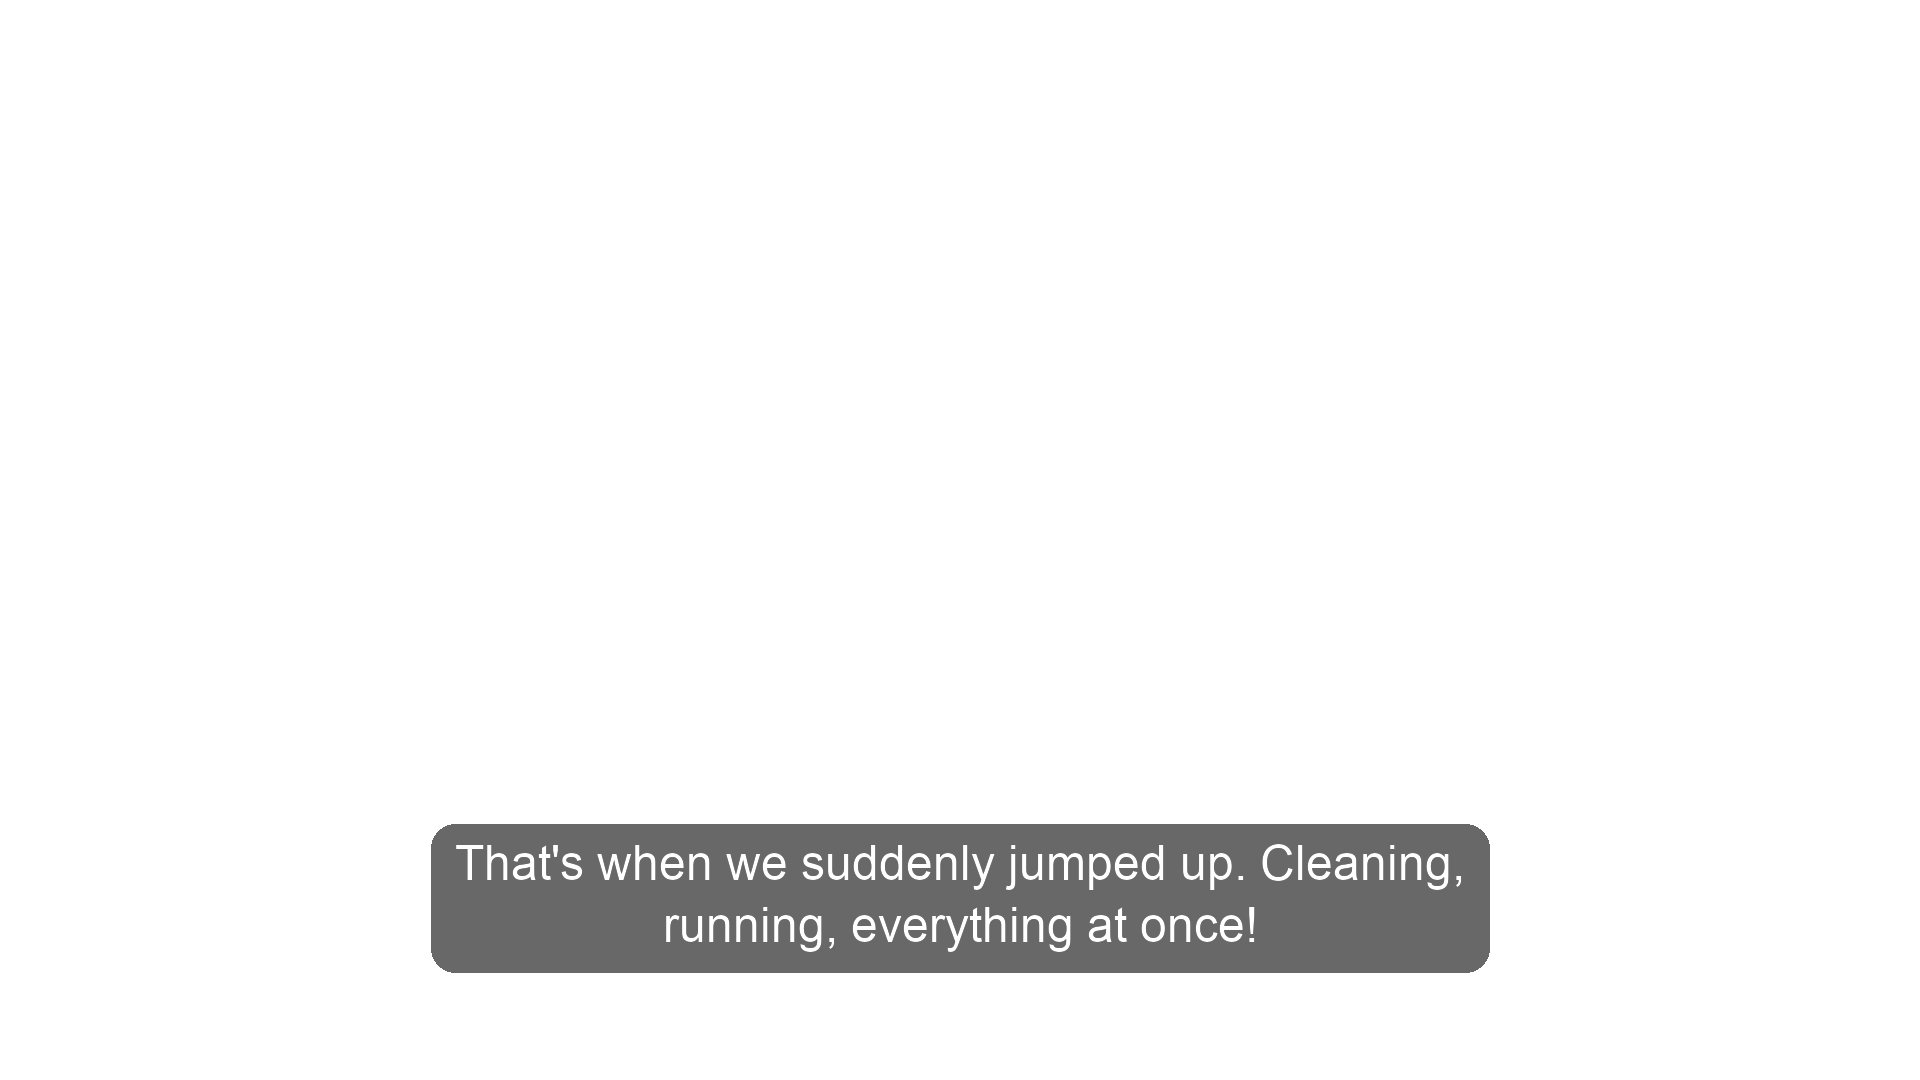 That's when we suddenly jumped up. Cleaning,
running, everything at once!